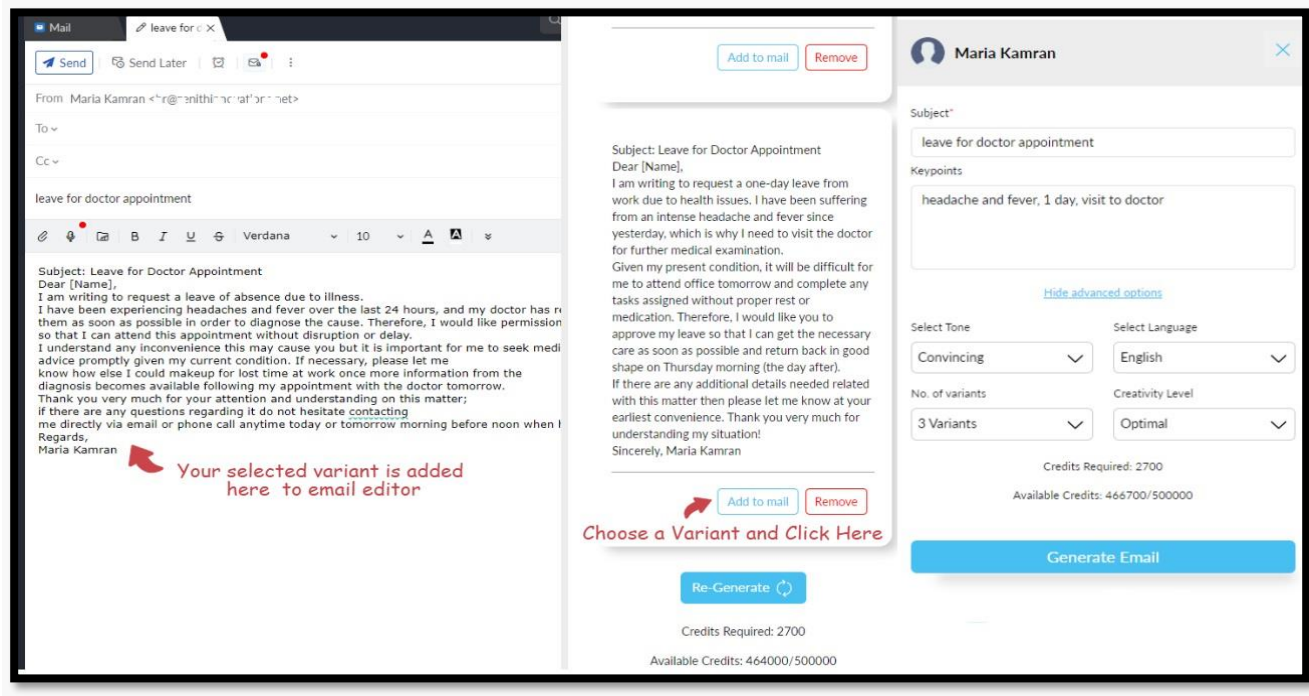 Mail
leave for
Send
Send Later
From Maria Kamran
To
Cc
leave for doctor appointment
B I U S Verdana 10 A A
Subject: Leave for Doctor Appointment
Dear [Name],
I am writing to request a leave of absence due to illness.
I have been experiencing headaches and fever over the last 24 hours, and my doctor has
them as soon as possible in order to diagnose the cause. Therefore, I would like permission
so that I can attend this appointment without disruption or delay.
I understand any inconvenience this may cause you but it is important for me to seek
advice promptly given my current condition. If necessary, please let me
know how else I could makeup for lost time at work once more information from the
diagnosis becomes available following my appointment with the doctor tomorrow.
Thank you very much for your attention and understanding on this matter;
if there are any questions regarding it do not hesitate contacting
me directly via email or phone call anytime today or tomorrow morning before noon when
Regards,
Maria Kamran
Your selected variant is added
here to email editor
Add to mail Remove
Subject: Leave for Doctor Appointment
Dear [Name],
I am writing to request a one-day leave from
work due to health issues. I have been suffering
from an intense headache and fever since
yesterday, which is why I need to visit the doctor
for further medical examination.
Given my present condition, it will be difficult for
me to attend office tomorrow and complete any
tasks assigned without proper rest or
medication. Therefore, I would like you to
approve my leave so that I can get the necessary
care as soon as possible and return back in good
shape on Thursday morning (the day after).
If there are any additional details needed related
with this matter then please let me know at your
earliest convenience. Thank you very much for
understanding my situation!
Sincerely, Maria Kamran
Add to mail Remove
Choose a Variant and Click Here
Re-Generate
Credits Required: 2700
Available Credits: 464000/500000
Maria Kamran
Subject*
leave for doctor appointment
Keypoints
headache and fever, 1 day, visit to doctor
Hide advanced options
Select Tone Select Language
Convincing English
No. of variants Creativity Level
3 Variants Optimal
Credits Required: 2700
Available Credits: 466700/500000
Generate Email